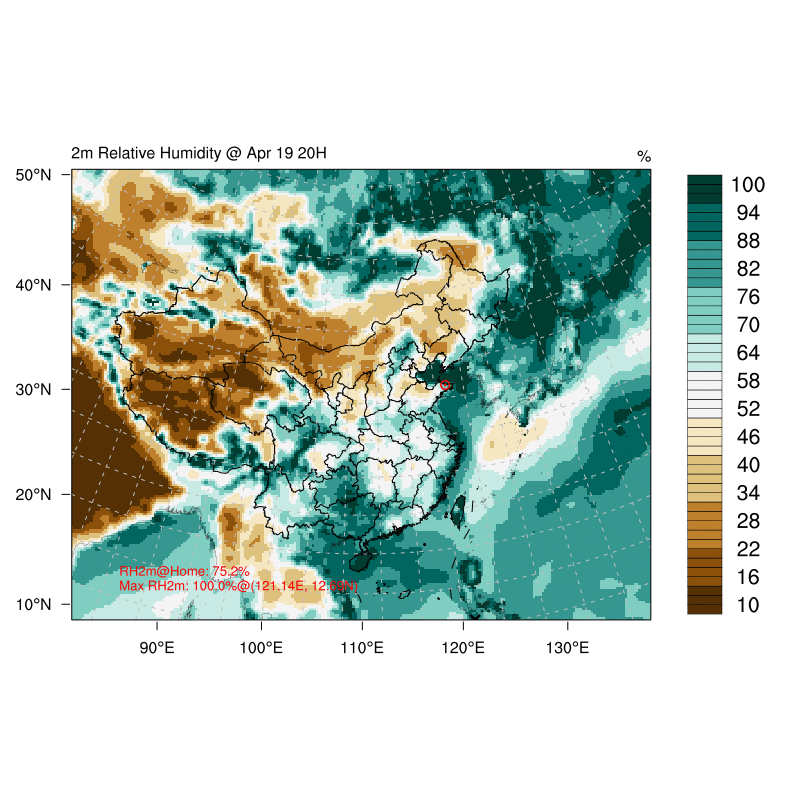 2m Relative Humidity @ Apr 19 20H
%
50°N
40°N
30°N
20°N
10°N
90°E
100°E
110°E
120°E
130°E
100
94
88
82
76
70
64
58
52
46
40
34
28
22
16
10
RH2m@Home: 75.2%
Max RH2m: 100.0%@(121.14E,